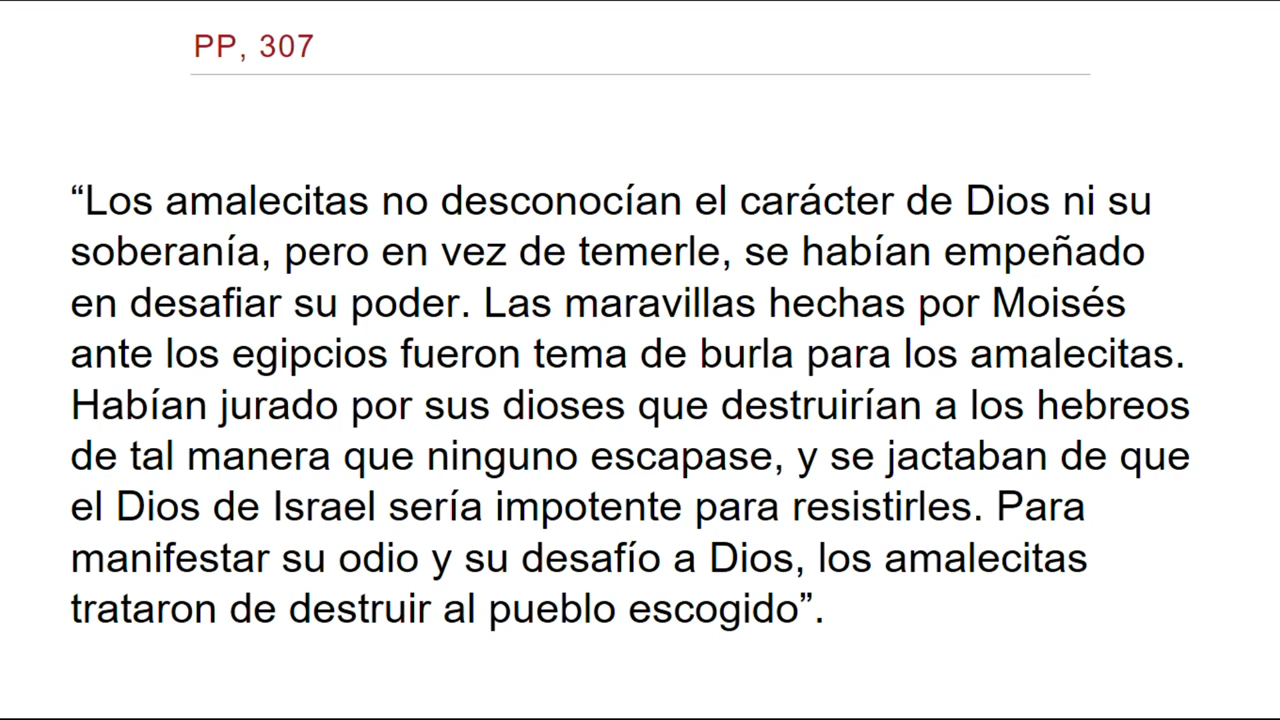 PP, 307
“Los amalecitas no desconocían el carácter de Dios ni su
soberanía, pero en vez de temerle, se habían empeñado
en desafiar su poder. Las maravillas hechas por Moisés
ante los egipcios fueron tema de burla para los amalecitas.
Habían jurado por sus dioses que destruirían a los hebreos
de tal manera que ninguno escapase, y se jactaban de que
el Dios de Israel sería impotente para resistirles. Para
manifestar su odio y su desafío a Dios, los amalecitas
trataron de destruir al pueblo escogido”.